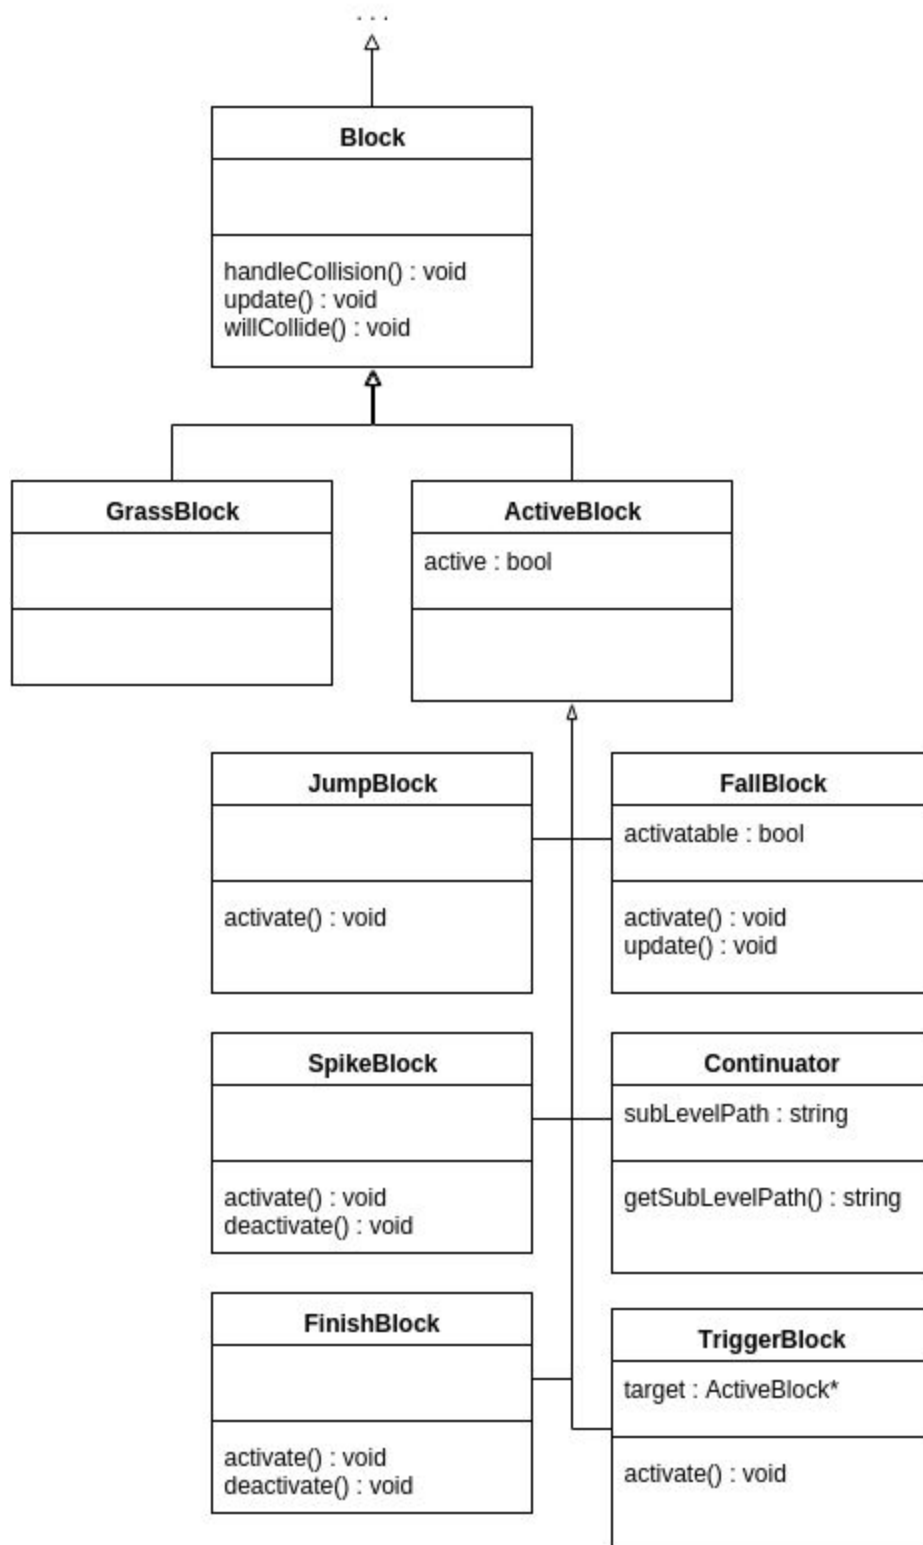 ...
Block
handleCollision() : void
update() : void
willCollide() : void
GrassBlock
ActiveBlock
active : bool
JumpBlock
activate() : void
FallBlock
activatable : bool
activate() : void
update() : void
SpikeBlock
activate() : void
deactivate() : void
Continuator
subLevelPath : string
getSubLevelPath() : string
FinishBlock
activate() : void
deactivate() : void
TriggerBlock
target : ActiveBlock*
activate() : void